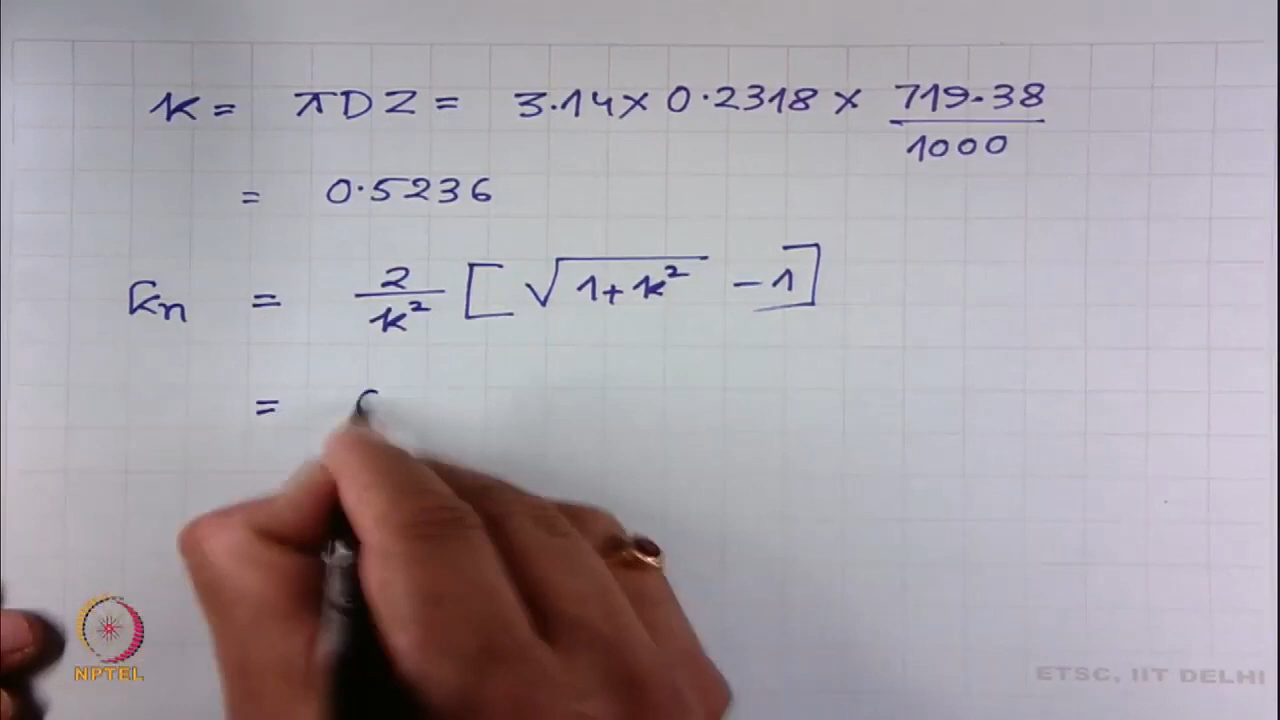 K = πDZ = 3.14 × 0.2318 × 719.38 / 1000
= 0.5236
Kn = 2/K² [√(1+K²) - 1]
=
NPTEL
ETSC, IIT DELHI